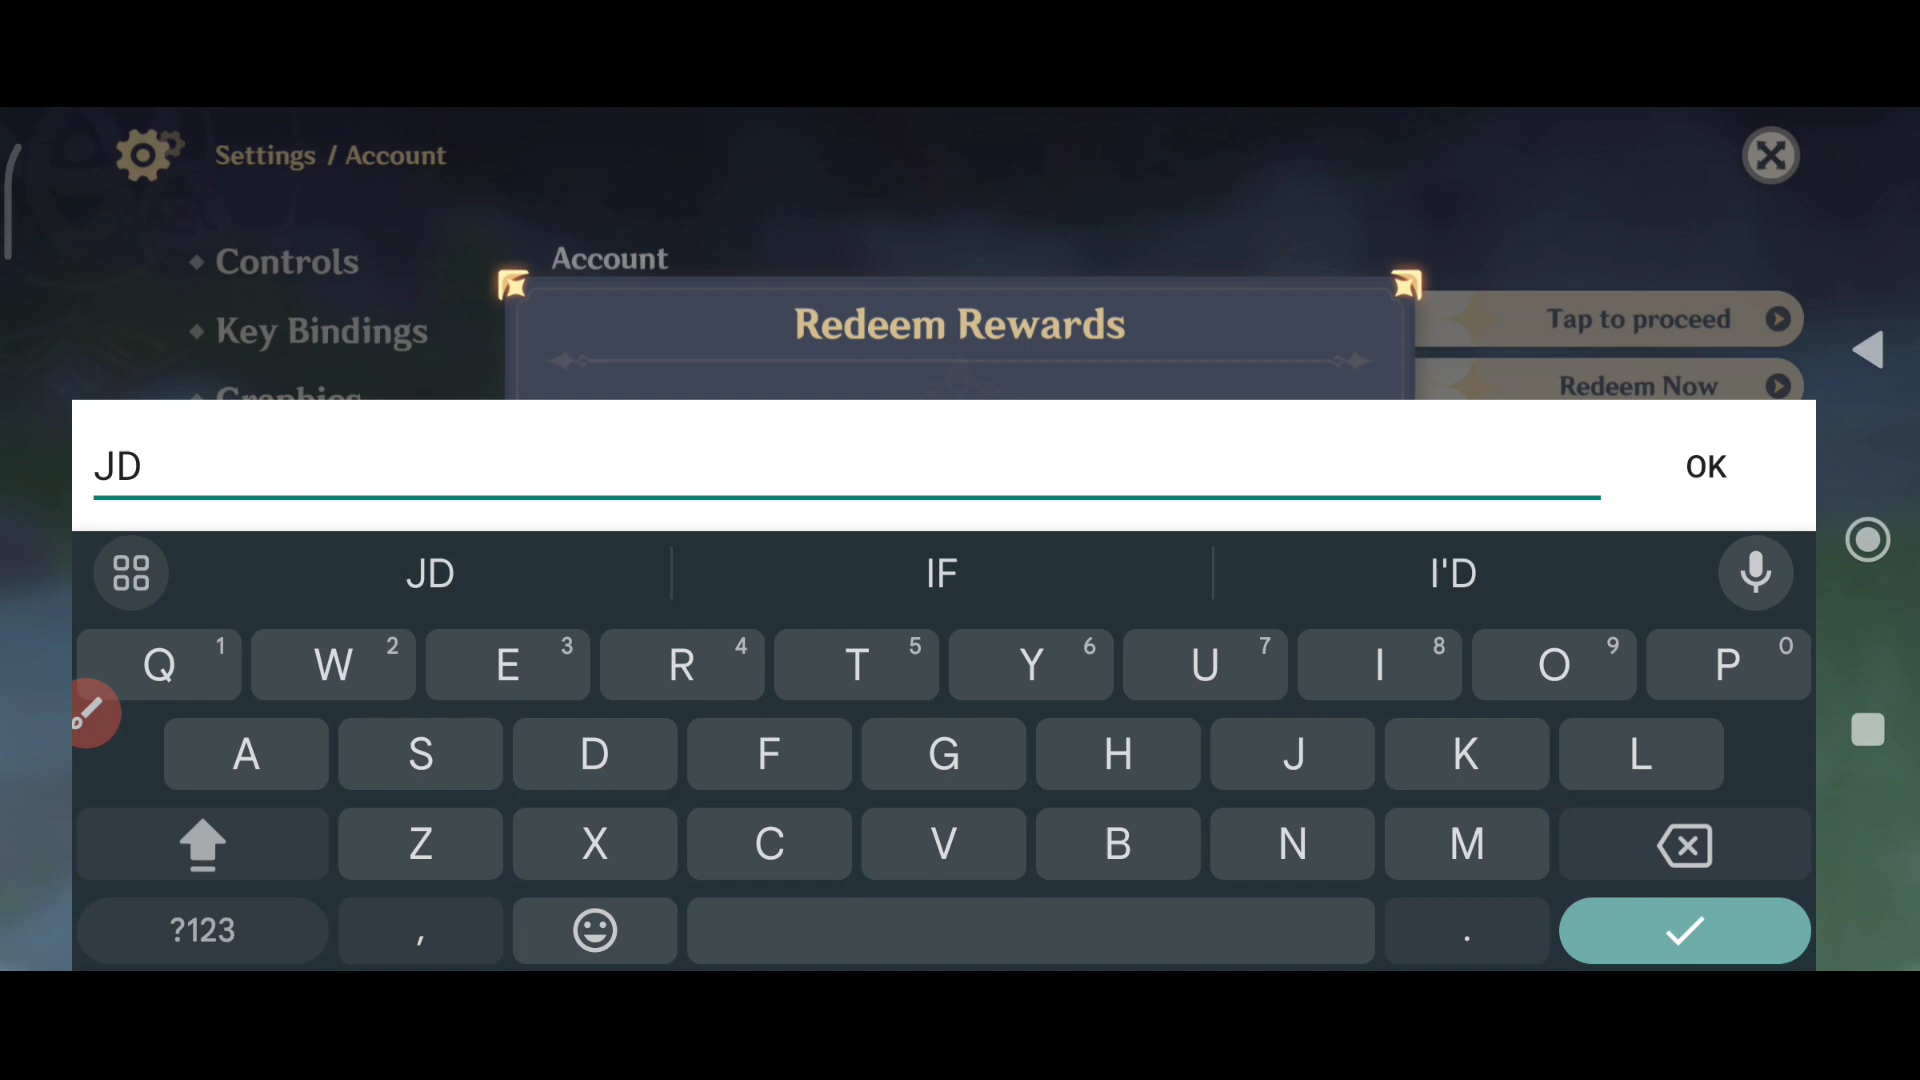 Settings / Account
Controls
Account
Key Bindings
Redeem Rewards
Tap to proceed
Graphics
Redeem Now
JD
OK
JD IF I'D
Q 1 W 2 E 3 R 4 T 5 Y 6 U 7 I 8 O 9 P 0
A S D F G H J K L
Z X C V B N M
?123 , .